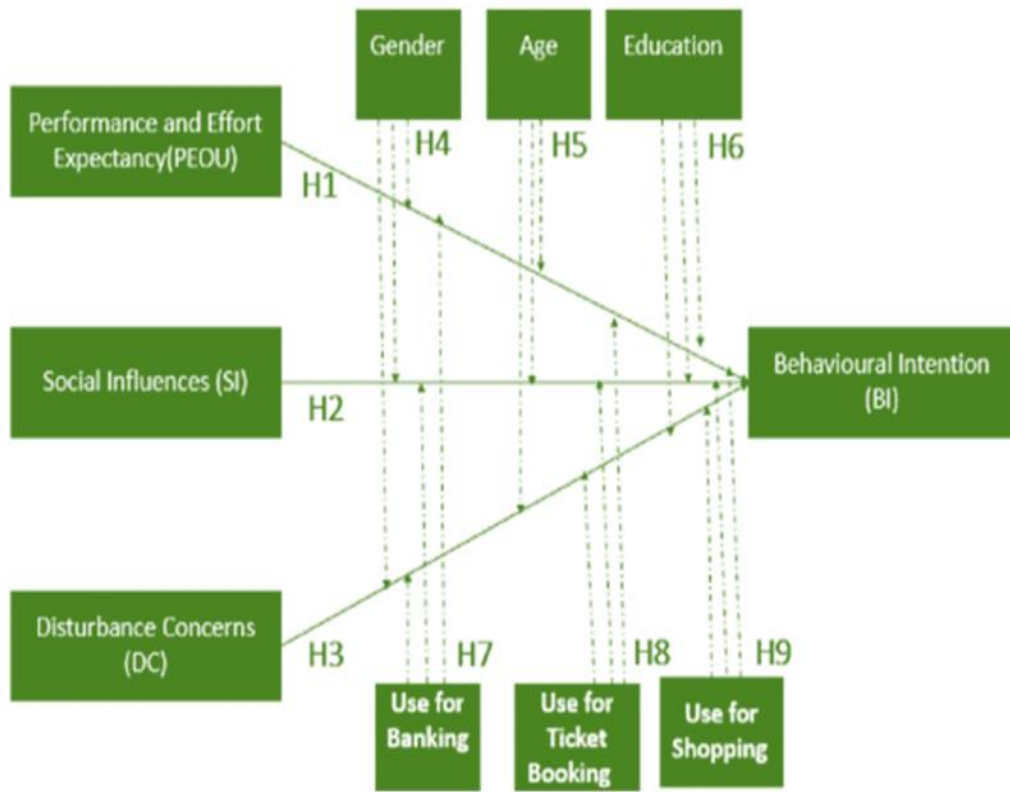 Gender
Age
Education
Performance and Effort
Expectancy(PEOU)
H4
H5
H6
H1
Social Influences (SI)
H2
Behavioural Intention
(BI)
Disturbance Concerns
(DC)
H3
H7
H8
H9
Use for
Banking
Use for
Ticket
Booking
Use for
Shopping